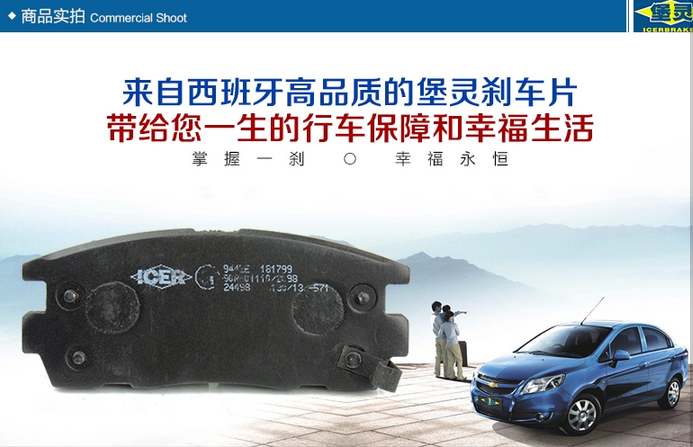 商品实拍 Commercial Shoot
堡灵
ICERBRAKE
来自西班牙高品质的堡灵刹车片
带给您一生的行车保障和幸福生活
掌握一刹 ○ 幸福永恒
ICER
181799
24498